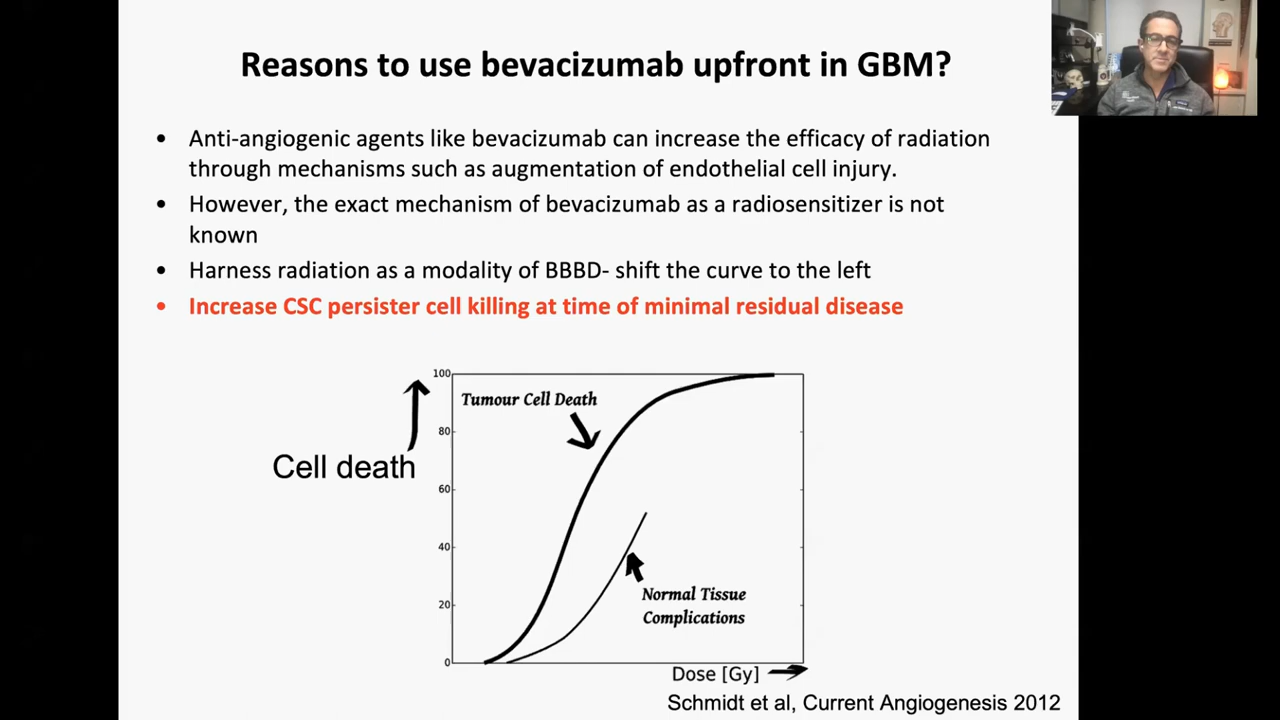 Reasons to use bevacizumab upfront in GBM?
• Anti-angiogenic agents like bevacizumab can increase the efficacy of radiation
through mechanisms such as augmentation of endothelial cell injury.
• However, the exact mechanism of bevacizumab as a radiosensitizer is not
known
• Harness radiation as a modality of BBBD- shift the curve to the left
• Increase CSC persister cell killing at time of minimal residual disease
100
Tumour Cell Death
80
Cell death
60
40
Normal Tissue
20
Complications
0
Dose [Gy]
Schmidt et al, Current Angiogenesis 2012